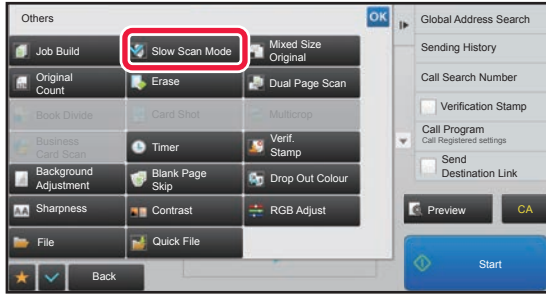 Others
OK
Job Build
Slow Scan Mode
Mixed Size
Original
Original
Count
Erase
Dual Page Scan
Book Divide
Card Shot
Multicrop
Business
Card Scan
Timer
Verif.
Stamp
Background
Adjustment
Blank Page
Skip
Drop Out Colour
Sharpness
Contrast
RGB Adjust
File
Quick File
Back
Global Address Search
Sending History
Call Search Number
Verification Stamp
Call Program
Call Registered settings
Send
Destination Link
Preview
CA
Start